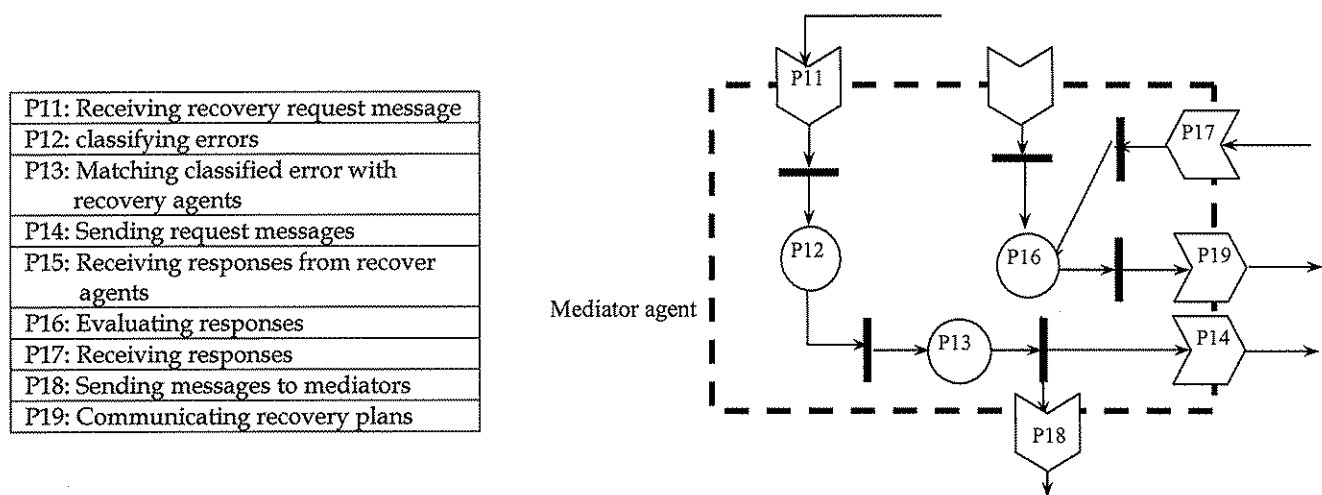 P11: Receiving recovery request message
P12: classifying errors
P13: Matching classified error with
recovery agents
P14: Sending request messages
P15: Receiving responses from recover
agents
P16: Evaluating responses
P17: Receiving responses
P18: Sending messages to mediators
P19: Communicating recovery plans
Mediator agent
P11
P17
P12
P16
P19
P13
P14
P18